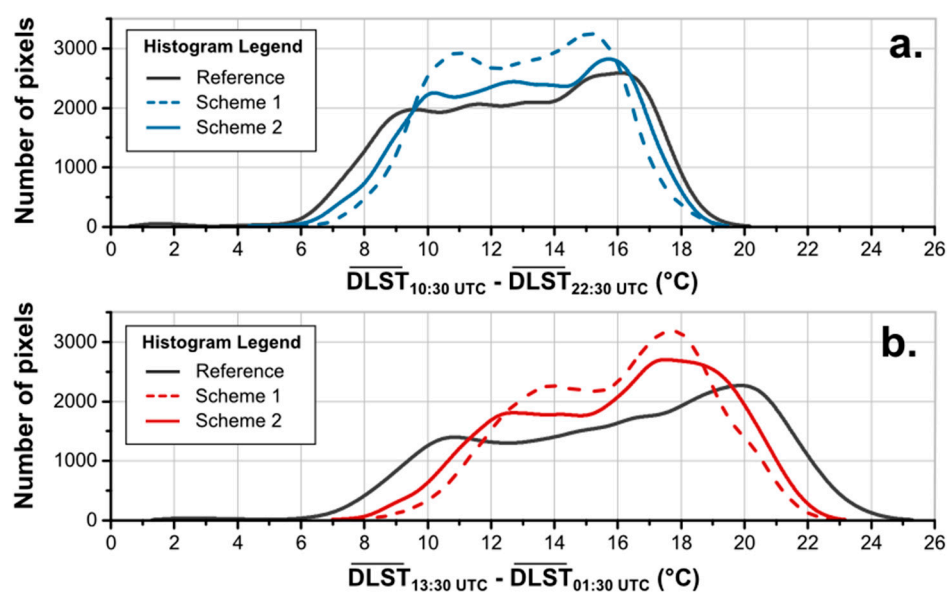 a.
Number of pixels
3000
2000
1000
0
Histogram Legend
Reference
Scheme 1
Scheme 2
0 2 4 6 8 10 12 14 16 18 20 22 24 26
DLST10:30 UTC - DLST22:30 UTC (°C)
b.
Number of pixels
3000
2000
1000
0
Histogram Legend
Reference
Scheme 1
Scheme 2
0 2 4 6 8 10 12 14 16 18 20 22 24 26
DLST13:30 UTC - DLST01:30 UTC (°C)